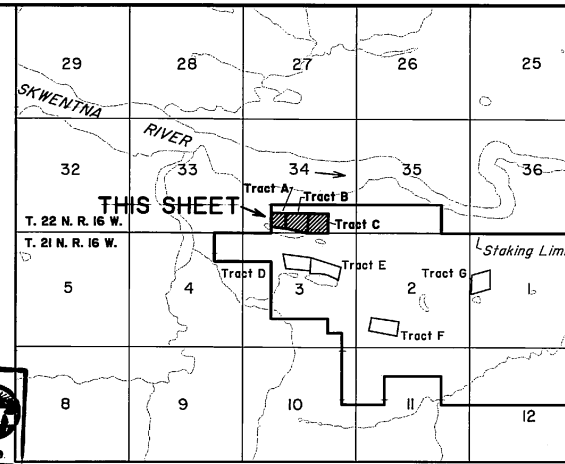 29 28 27 26 25
SKWENTNA
RIVER
32 33 34 35 36
Tract A
Tract B
THIS SHEET
Tract C
T. 22 N. R. 16 W.
T. 21 N. R. 16 W.
Staking
Tract D
Tract E
Tract G
5 4 3 2 1
Tract F
8 9 10 11 12